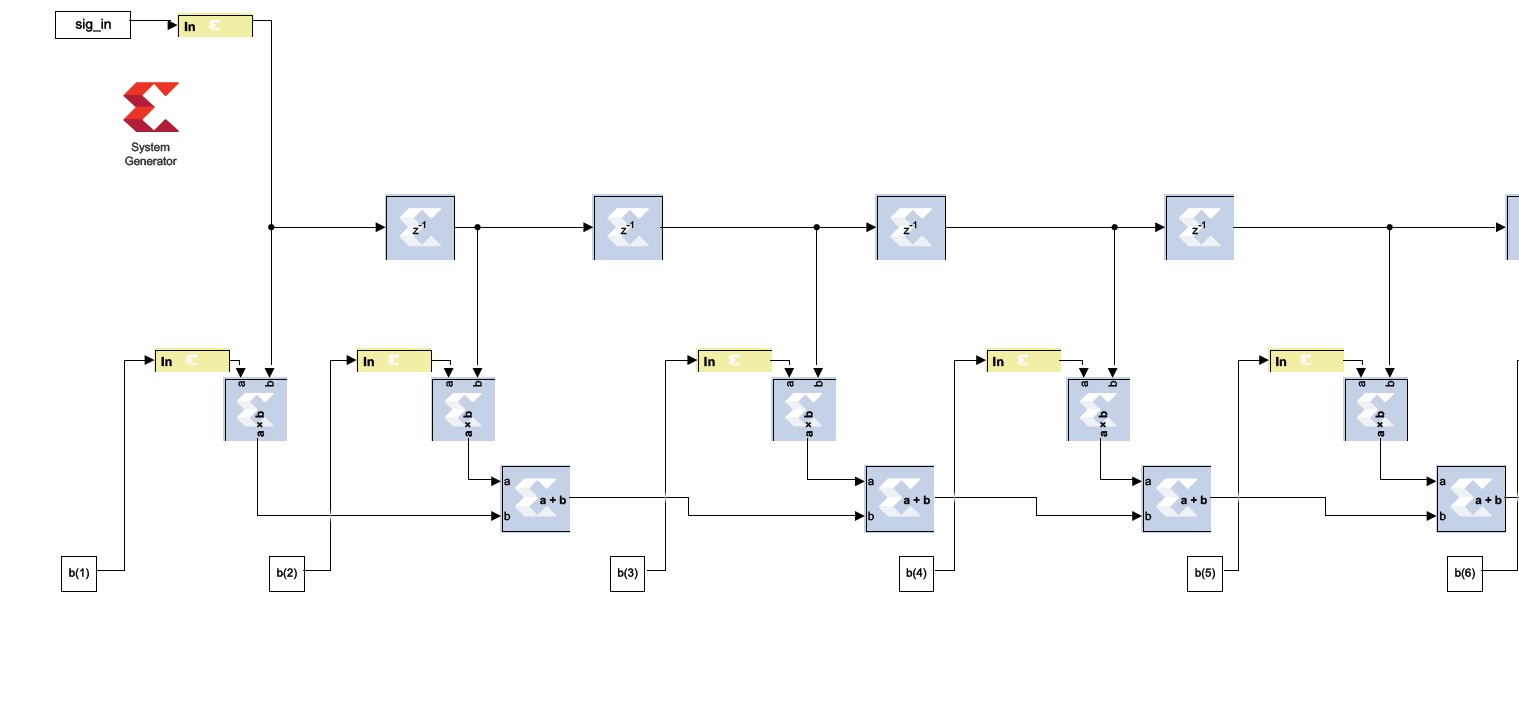 sig_in
In
System
Generator
z-1
z-1
z-1
z-1
In
In
In
In
In
a
b
a
b
a
b
a
b
a
b
a × b
a × b
a × b
a × b
a × b
a
a + b
b
a
a + b
b
a
a + b
b
a
a + b
b
b(1)
b(2)
b(3)
b(4)
b(5)
b(6)